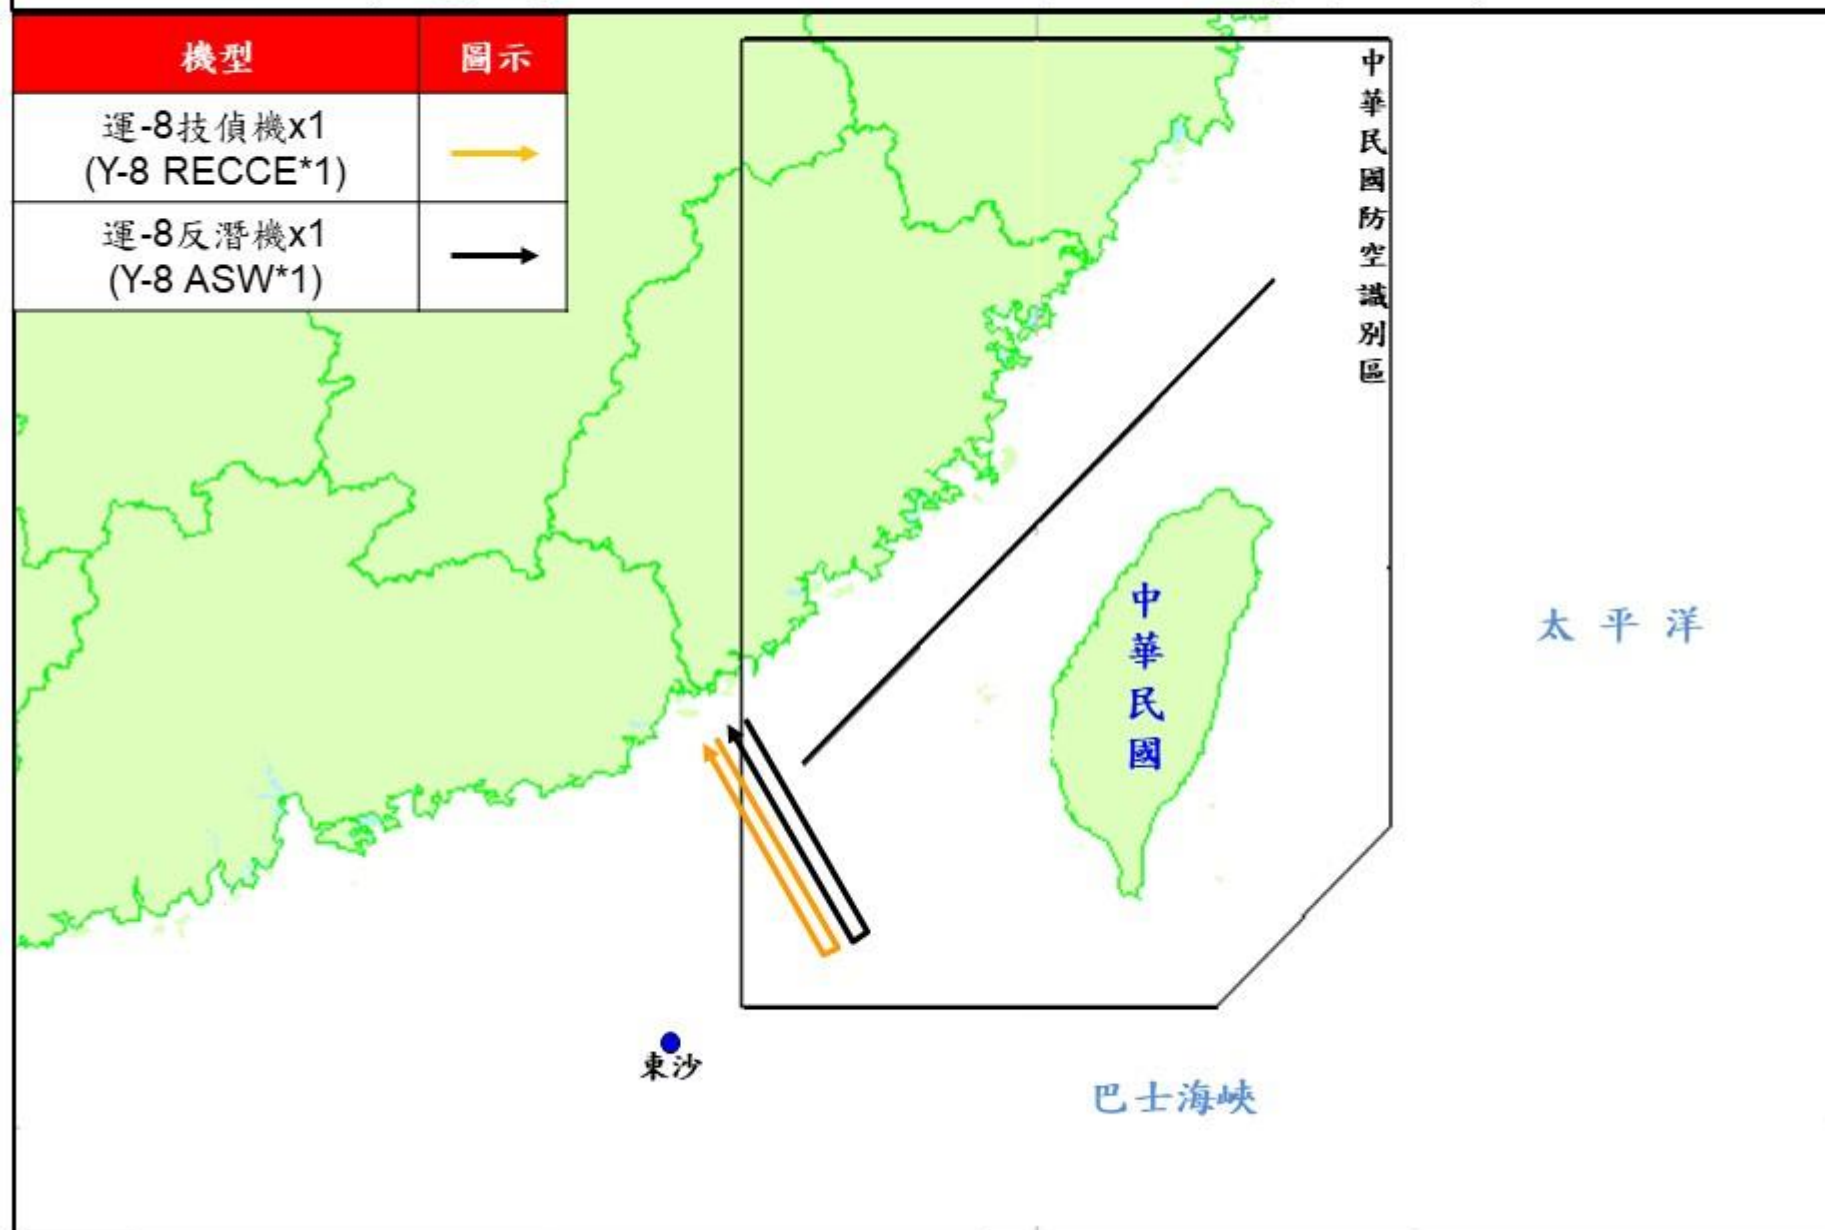 機型 圖示
運-8技偵機x1
(Y-8 RECCE*1)
運-8反潛機x1
(Y-8 ASW*1)
中華民國防空識別區
中華民國
太平洋
東沙
巴士海峽